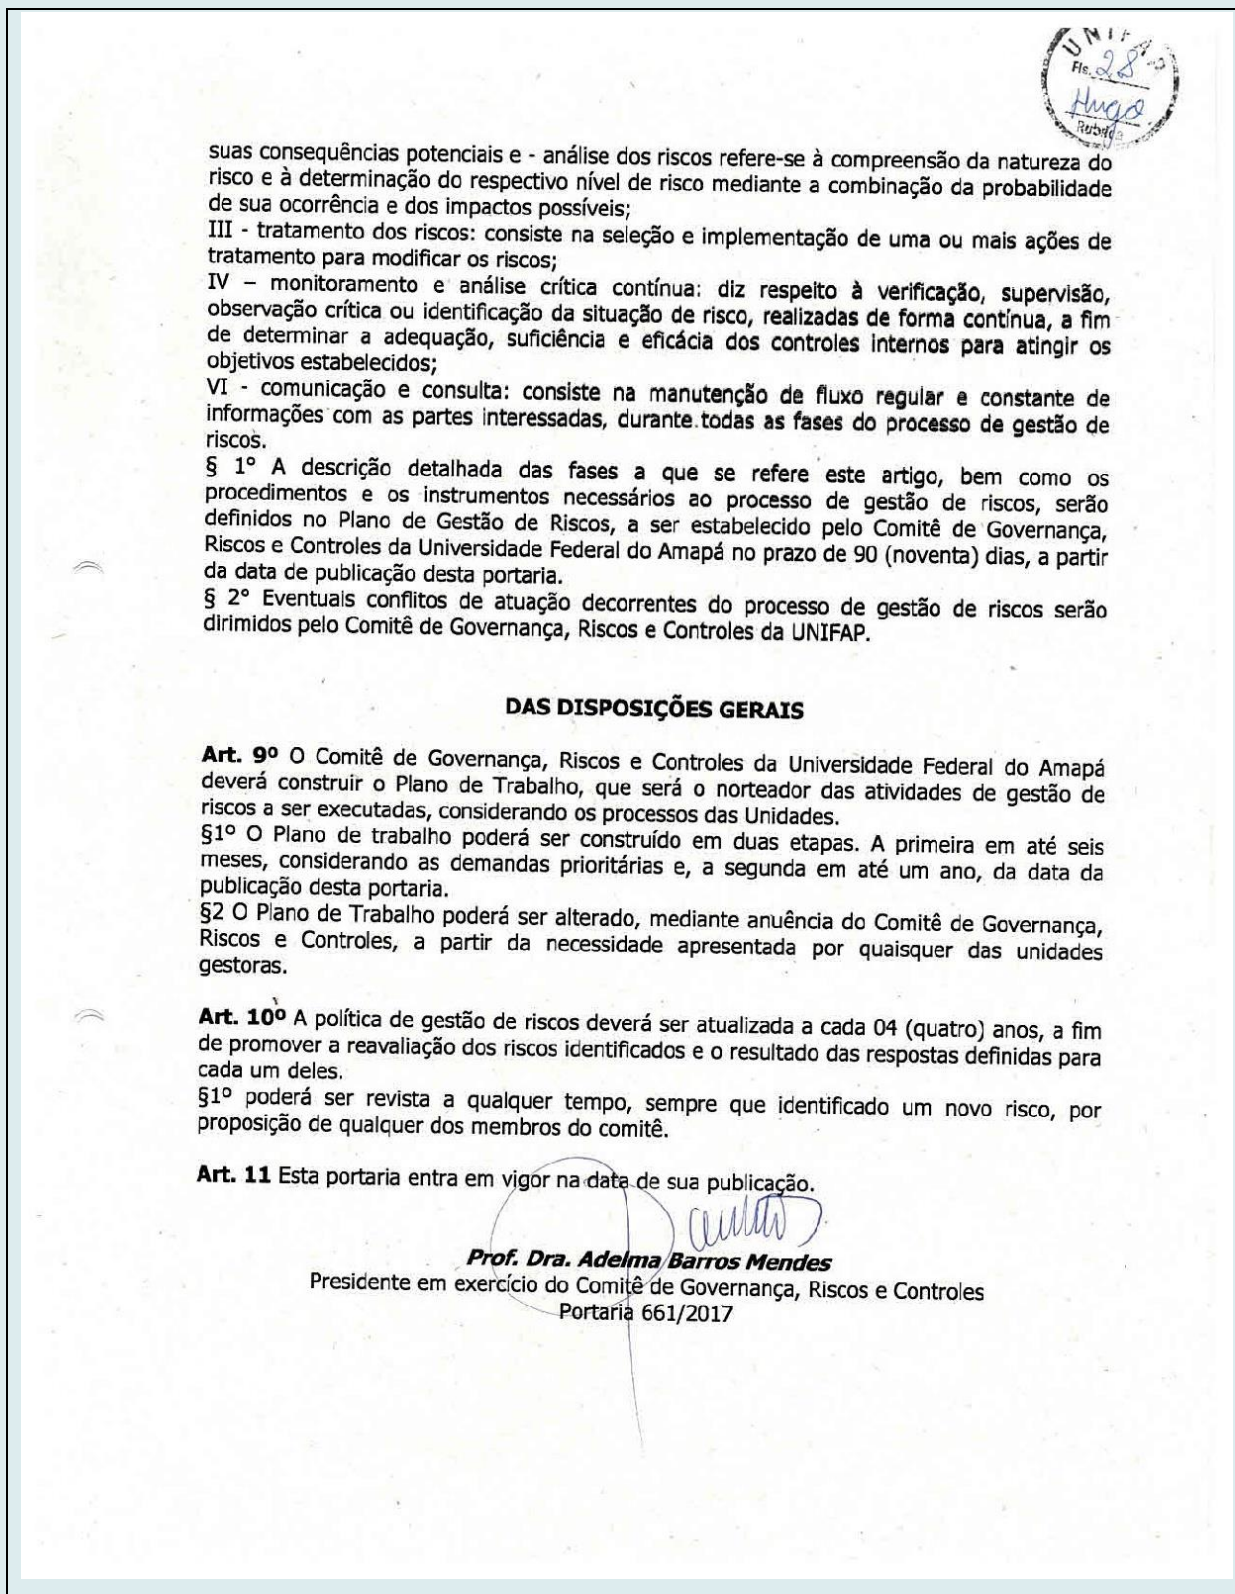 UNIFAP
Fls. 28
Hugo
Rubrica
suas consequências potenciais e - análise dos riscos refere-se à compreensão da natureza do
risco e à determinação do respectivo nível de risco mediante a combinação da probabilidade
de sua ocorrência e dos impactos possíveis;
III - tratamento dos riscos: consiste na seleção e implementação de uma ou mais ações de
tratamento para modificar os riscos;
IV – monitoramento e análise crítica contínua: diz respeito à verificação, supervisão,
observação crítica ou identificação da situação de risco, realizadas de forma contínua, a fim
de determinar a adequação, suficiência e eficácia dos controles internos para atingir os
objetivos estabelecidos;
VI - comunicação e consulta: consiste na manutenção de fluxo regular e constante de
informações com as partes interessadas, durante todas as fases do processo de gestão de
riscos.
§ 1º A descrição detalhada das fases a que se refere este artigo, bem como os
procedimentos e os instrumentos necessários ao processo de gestão de riscos, serão
definidos no Plano de Gestão de Riscos, a ser estabelecido pelo Comitê de Governança,
Riscos e Controles da Universidade Federal do Amapá no prazo de 90 (noventa) dias, a partir
da data de publicação desta portaria.
§ 2º Eventuais conflitos de atuação decorrentes do processo de gestão de riscos serão
dirimidos pelo Comitê de Governança, Riscos e Controles da UNIFAP.
DAS DISPOSIÇÕES GERAIS
Art. 9º O Comitê de Governança, Riscos e Controles da Universidade Federal do Amapá
deverá construir o Plano de Trabalho, que será o norteador das atividades de gestão de
riscos a ser executadas, considerando os processos das Unidades.
§1º O Plano de trabalho poderá ser construído em duas etapas. A primeira em até seis
meses, considerando as demandas prioritárias e, a segunda em até um ano, da data da
publicação desta portaria.
§2 O Plano de Trabalho poderá ser alterado, mediante anuência do Comitê de Governança,
Riscos e Controles, a partir da necessidade apresentada por quaisquer das unidades
gestoras.
Art. 10º A política de gestão de riscos deverá ser atualizada a cada 04 (quatro) anos, a fim
de promover a reavaliação dos riscos identificados e o resultado das respostas definidas para
cada um deles.
§1º poderá ser revista a qualquer tempo, sempre que identificado um novo risco, por
proposição de qualquer dos membros do comitê.
Art. 11 Esta portaria entra em vigor na data de sua publicação.
Prof. Dra. Adelma Barros Mendes
Presidente em exercício do Comitê de Governança, Riscos e Controles
Portaria 661/2017